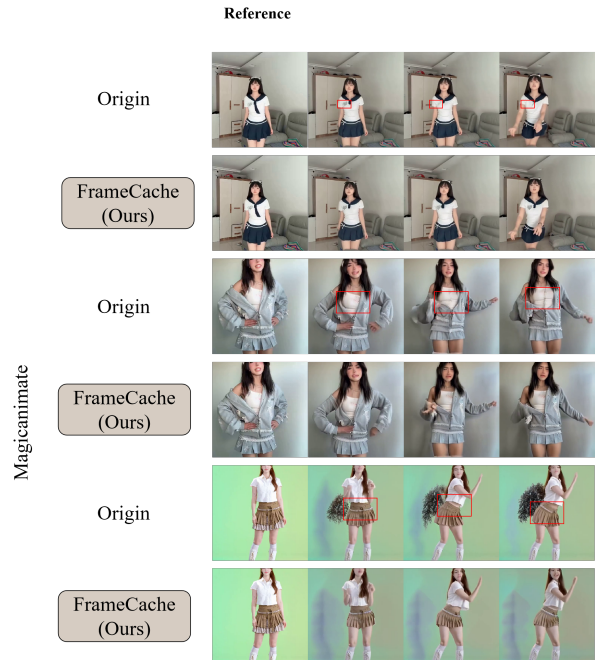 Reference
Origin
FrameCache
(Ours)
Origin
Magicanimate
FrameCache
(Ours)
Origin
FrameCache
(Ours)